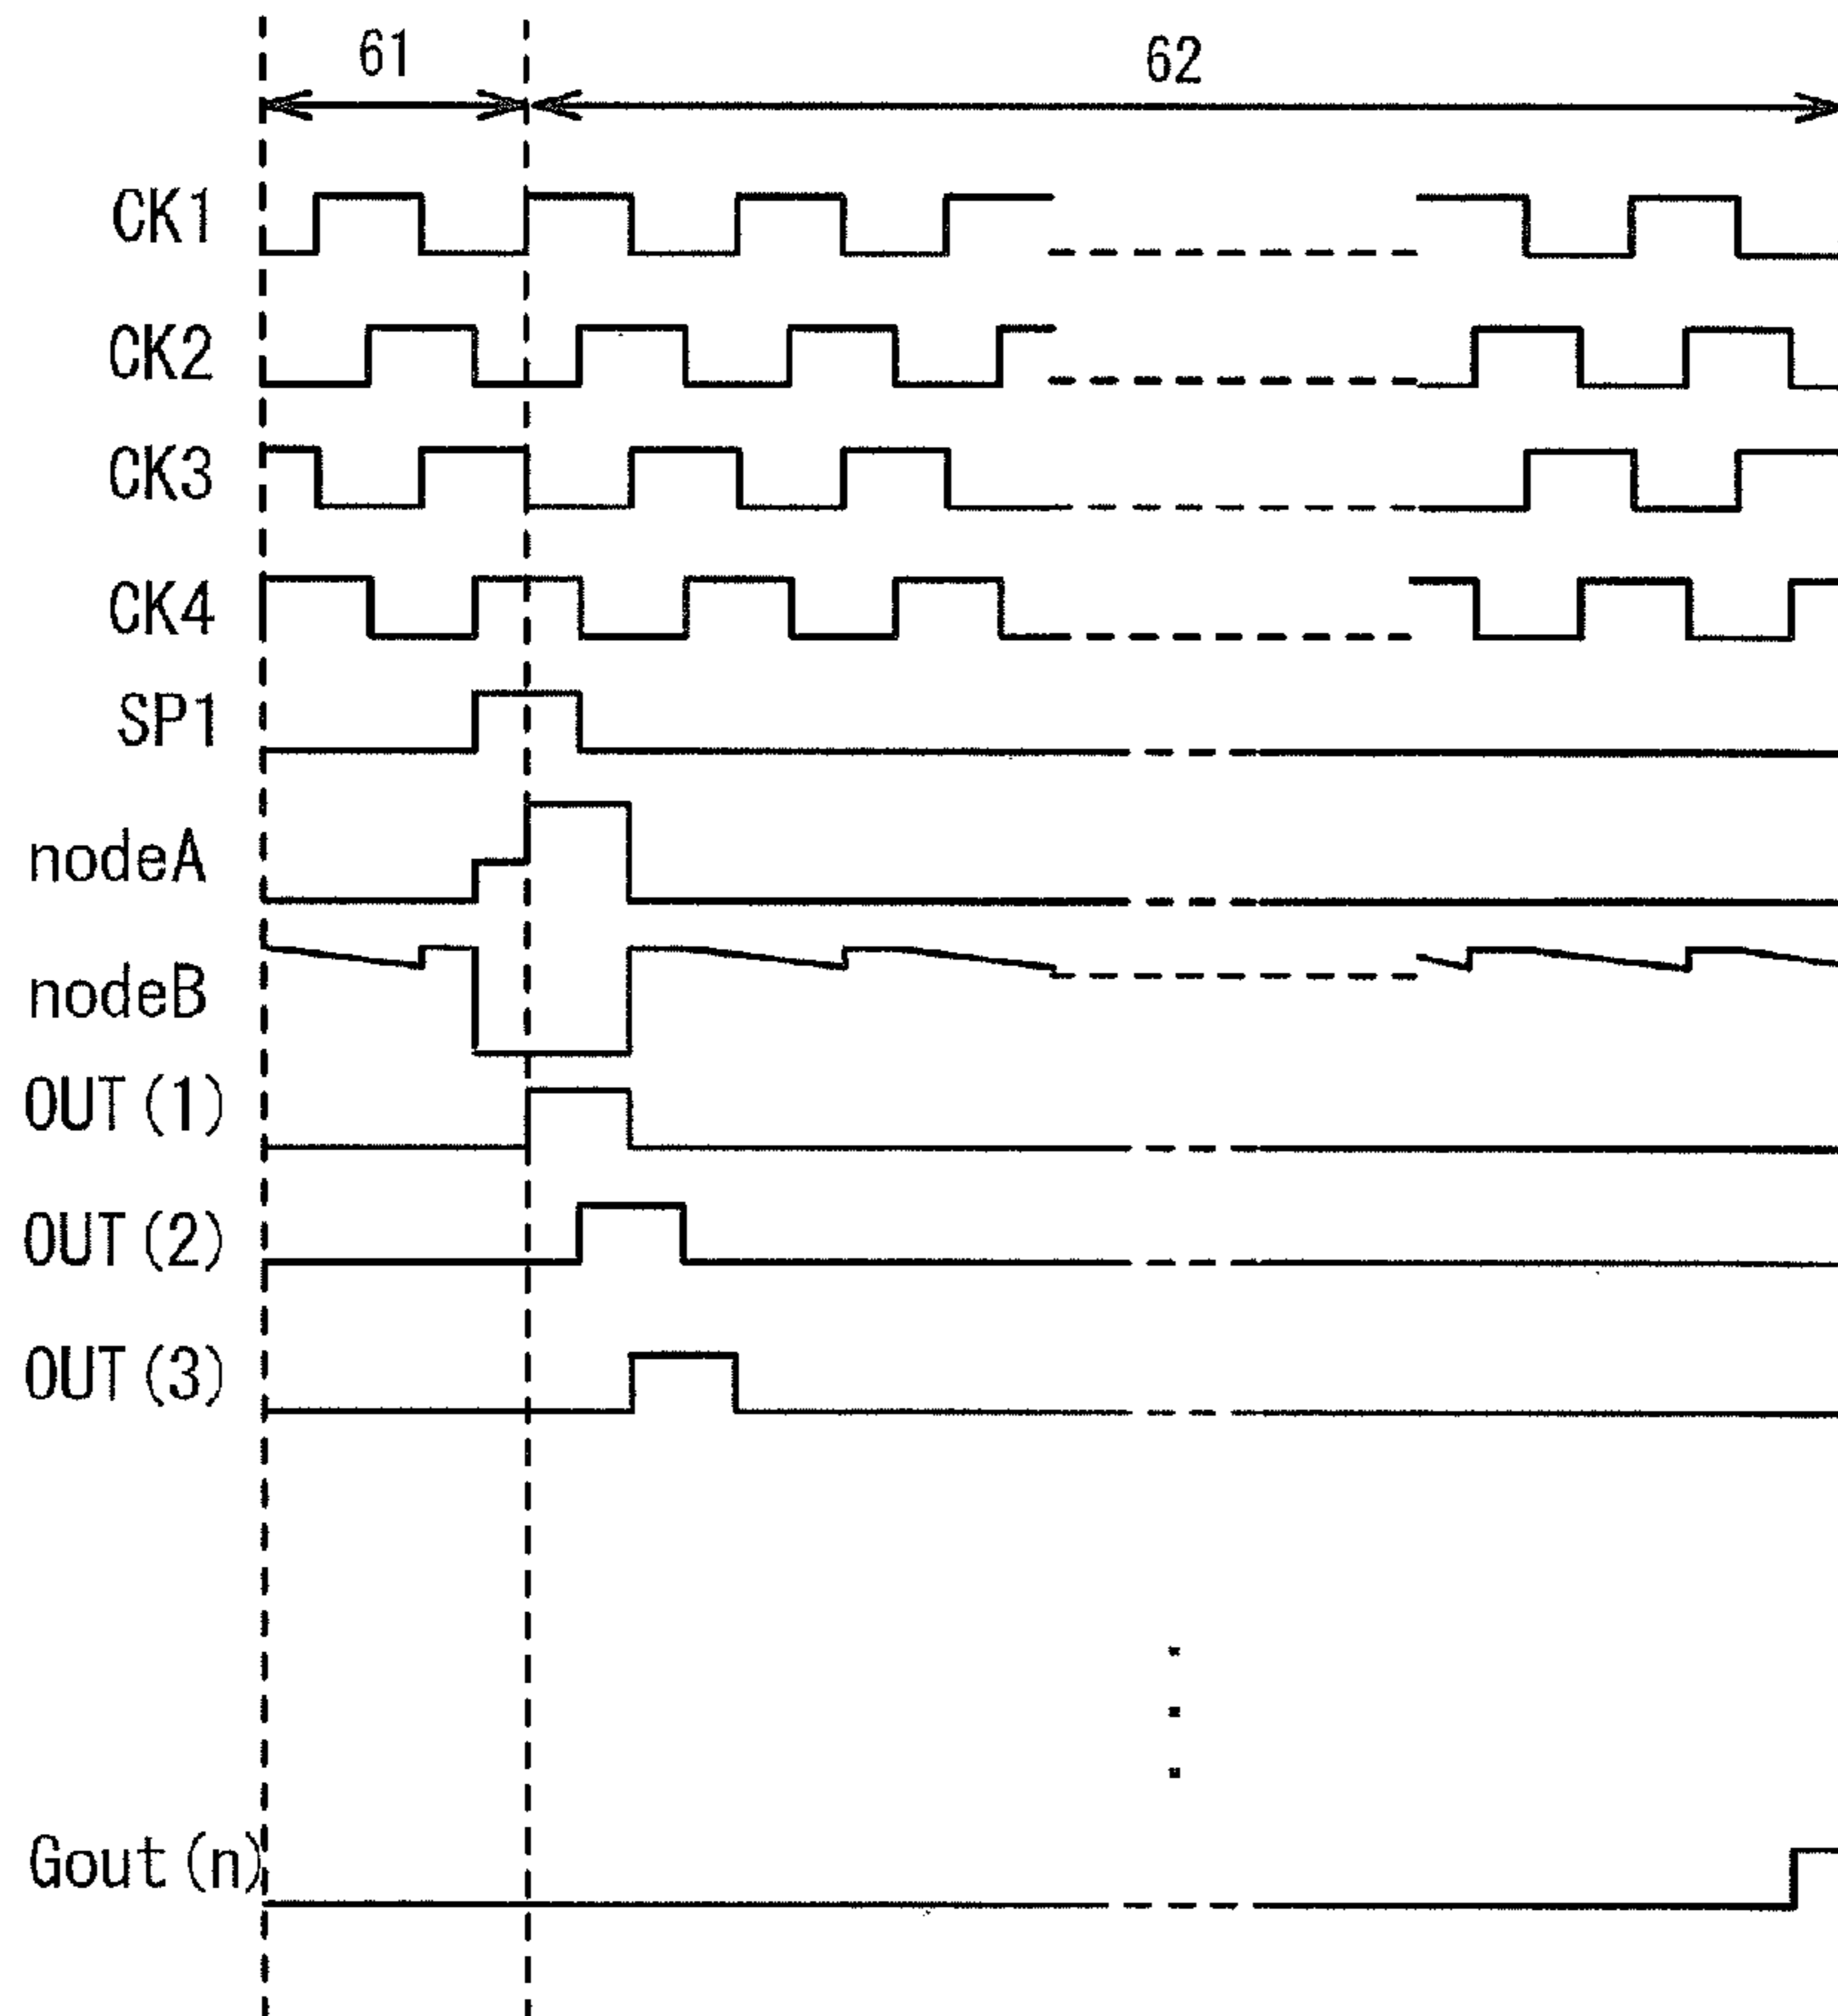 61 62
CK1
CK2
CK3
CK4
SP1
nodeA
nodeB
OUT(1)
OUT(2)
OUT(3)
Gout(n)